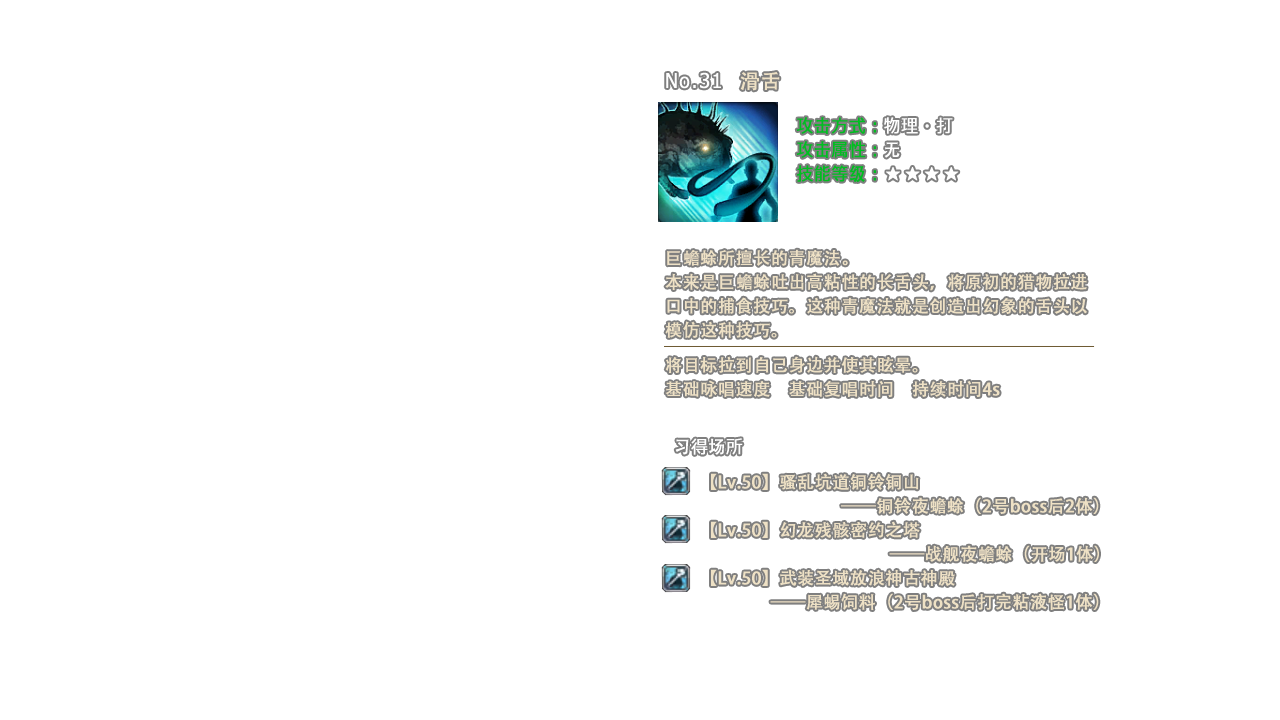 No.31 滑舌
攻击方式：物理·打
攻击属性：无
技能等级：☆☆☆☆
巨蟾蜍所擅长的青魔法。
本来是巨蟾蜍吐出高粘性的长舌头，将原初的猎物拉进
口中的捕食技巧。这种青魔法就是创造出幻象的舌头以
模仿这种技巧。
将目标拉到自己身边并使其眩晕。
基础咏唱速度 基础复唱时间 持续时间4s
习得场所
【Lv.50】骚乱坑道铜铃铜山
——铜铃夜蟾蜍（2号boss后2体）
【Lv.50】幻龙残骸密约之塔
——战舰夜蟾蜍（开场1体）
【Lv.50】武装圣域放浪神古神殿
——犀蜴饲料（2号boss后打完粘液怪1体）